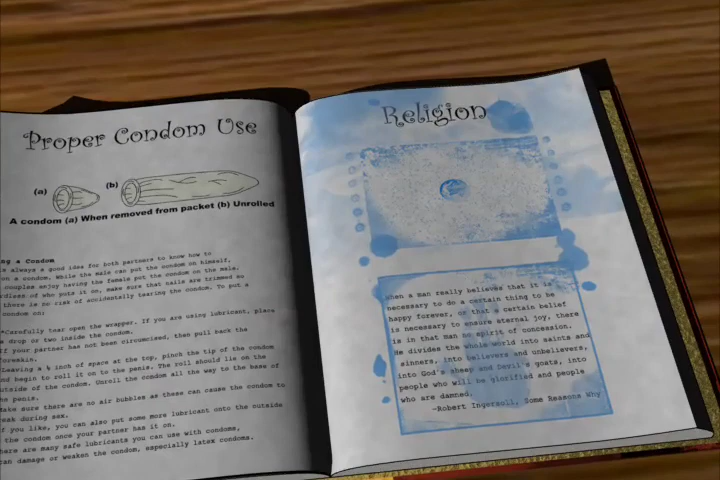 Proper Condom Use
(a)
(b)
A condom (a) When removed from packet (b) Unrolled
ng a Condom
s always a good idea for both partners to know how to
on a condom. While the male can put the condom on himself,
couples enjoy having the female put the condom on the male.
rdless of who puts it on, make sure that nails are trimmed so
there is no risk of accidentally tearing the condom. To put a
condom on:
*Carefully tear open the wrapper. If you are using lubricant, place
e drop or two inside the condom.
If your partner has not been circumcised, then pull back the
foreskin.
Leaving a ½ inch of space at the top, pinch the tip of the condom
nd begin to roll it on to the penis. The roll should lie on the
outside of the condom. Unroll the condom all the way to the base of
he penis.
Make sure there are no air bubbles as these can cause the condom to
reak during sex.
f you like, you can also put some more lubricant onto the outside
the condom once your partner has it on.
here are many safe lubricants you can use with condoms,
can damage or weaken the condom, especially latex condoms.
Religion
When a man really believes that it is
necessary to do a certain thing to be
happy forever, or that a certain belief
is necessary to ensure eternal joy, there
is in that man no spirit of concession.
He divides the whole world into saints and
sinners, into believers and unbelievers,
into God's sheep and Devil's goats, into
people who will be glorified and people
who are damned.
-Robert Ingersoll, Some Reasons Why